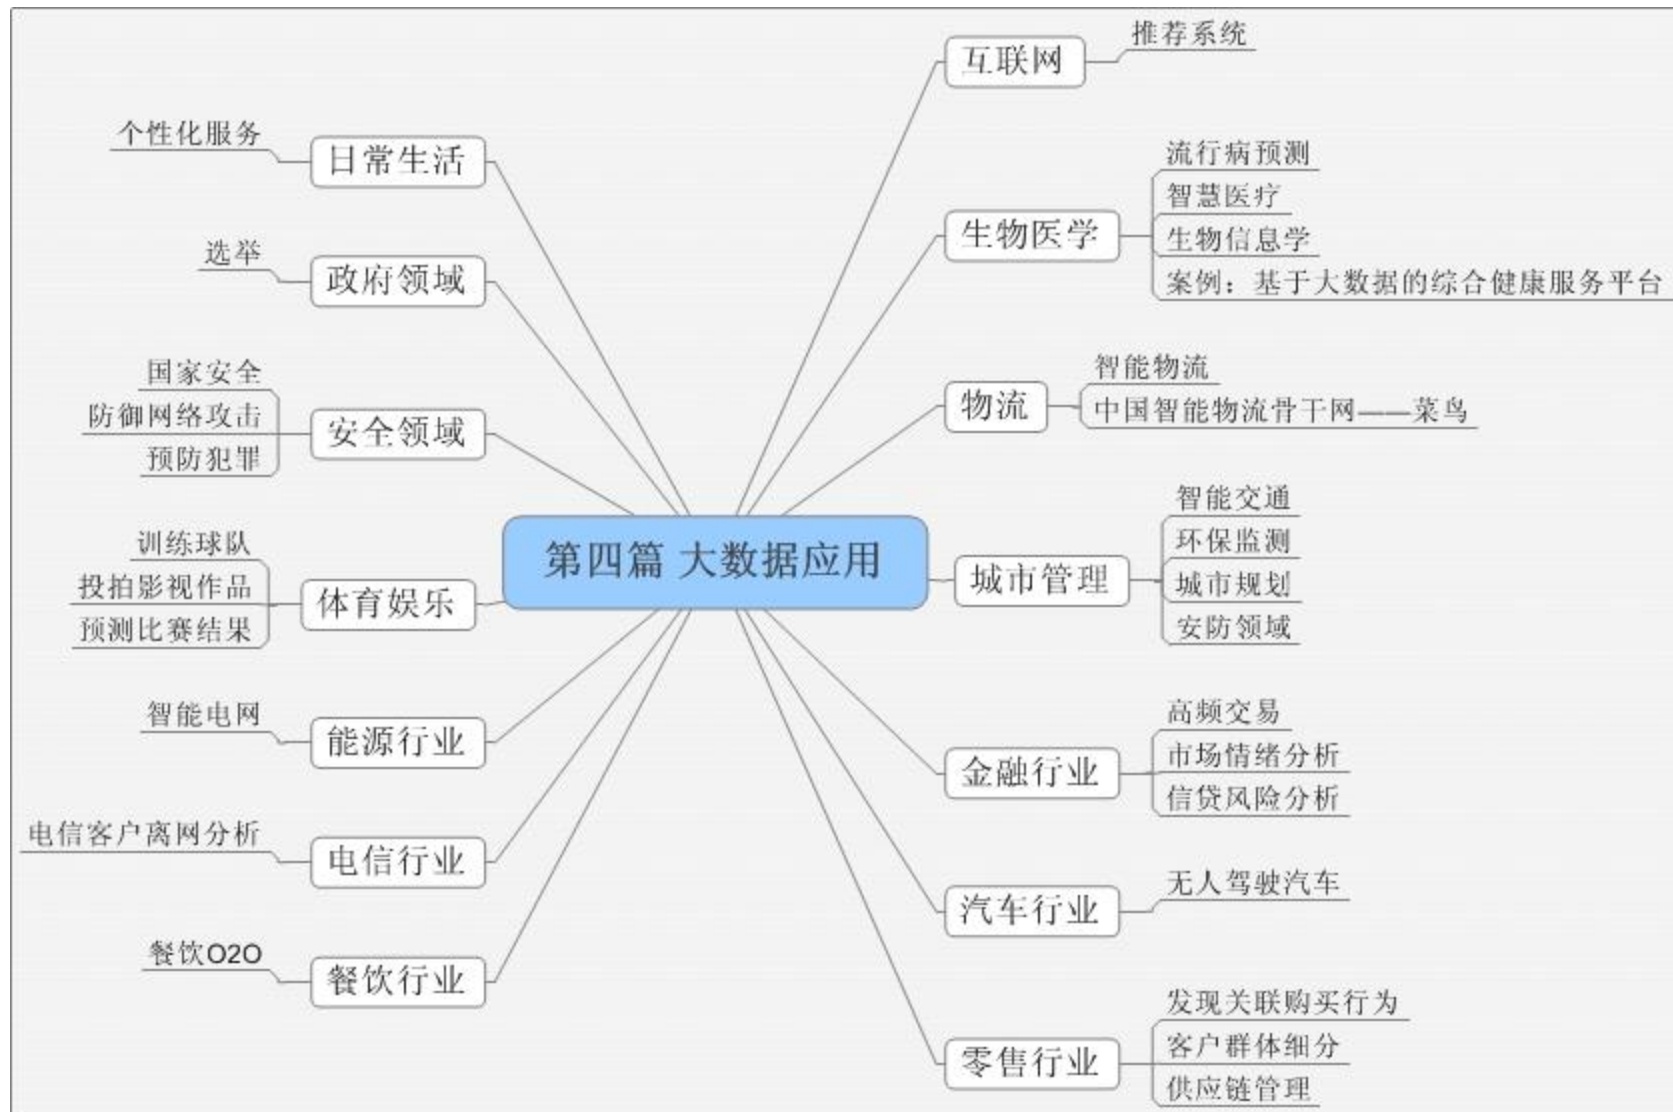 第四篇 大数据应用
互联网
推荐系统
生物医学
流行病预测
智慧医疗
生物信息学
案例：基于大数据的综合健康服务平台
物流
智能物流
中国智能物流骨干网——菜鸟
城市管理
智能交通
环保监测
城市规划
安防领域
金融行业
高频交易
市场情绪分析
信贷风险分析
汽车行业
无人驾驶汽车
零售行业
发现关联购买行为
客户群体细分
供应链管理
日常生活
个性化服务
政府领域
选举
安全领域
国家安全
防御网络攻击
预防犯罪
体育娱乐
训练球队
投拍影视作品
预测比赛结果
能源行业
智能电网
电信行业
电信客户离网分析
餐饮行业
餐饮O2O